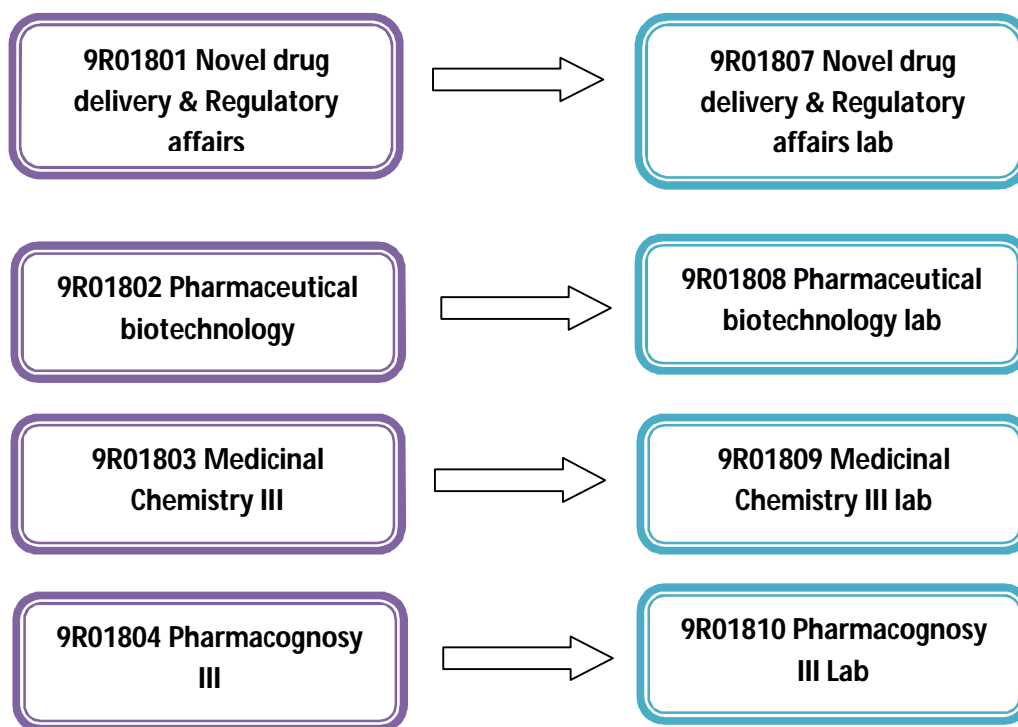 9R01801 Novel drug
delivery & Regulatory
affairs
9R01807 Novel drug
delivery & Regulatory
affairs lab
9R01802 Pharmaceutical
biotechnology
9R01808 Pharmaceutical
biotechnology lab
9R01803 Medicinal
Chemistry III
9R01809 Medicinal
Chemistry III lab
9R01804 Pharmacognosy
III
9R01810 Pharmacognosy
III Lab